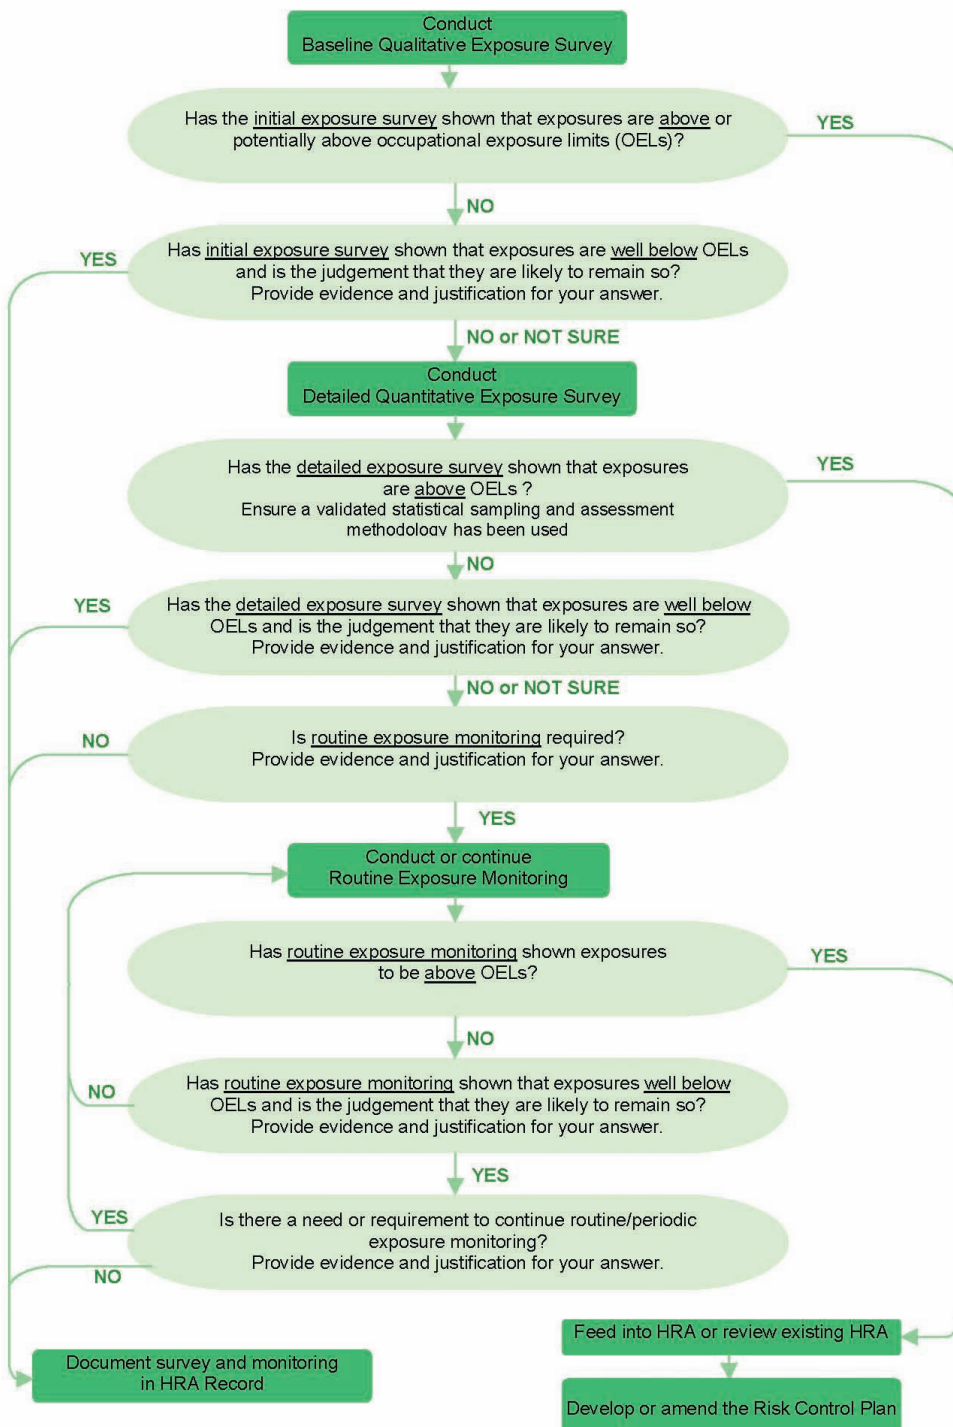 Conduct
Baseline Qualitative Exposure Survey
Has the initial exposure survey shown that exposures are above or
potentially above occupational exposure limits (OELs)?
YES
NO
Has initial exposure survey shown that exposures are well below OELs
and is the judgement that they are likely to remain so?
Provide evidence and justification for your answer.
YES
NO or NOT SURE
Conduct
Detailed Quantitative Exposure Survey
Has the detailed exposure survey shown that exposures
are above OELs ?
Ensure a validated statistical sampling and assessment
methodology has been used
YES
NO
YES
Has the detailed exposure survey shown that exposures are well below
OELs and is the judgement that they are likely to remain so?
Provide evidence and justification for your answer.
NO or NOT SURE
NO
Is routine exposure monitoring required?
Provide evidence and justification for your answer.
YES
Conduct or continue
Routine Exposure Monitoring
Has routine exposure monitoring shown exposures
to be above OELs?
YES
NO
Has routine exposure monitoring shown that exposures well below
OELs and is the judgement that they are likely to remain so?
Provide evidence and justification for your answer.
NO
YES
YES
Is there a need or requirement to continue routine/periodic
exposure monitoring?
Provide evidence and justification for your answer.
NO
Feed into HRA or review existing HRA
Document survey and monitoring
in HRA Record
Develop or amend the Risk Control Plan